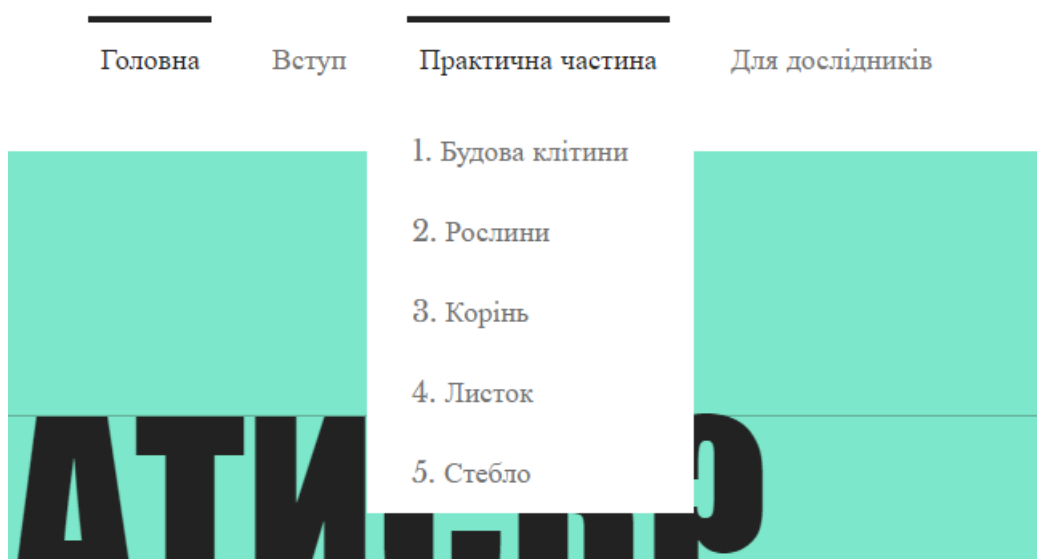 Головна Вступ Практична частина Для дослідників
1. Будова клітини
2. Рослини
3. Корінь
4. Листок
5. Стебло